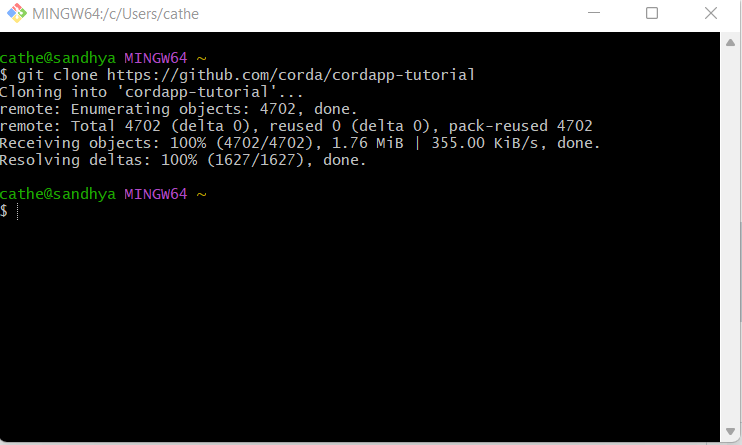 MINGW64:/c/Users/cathe
cathe@sandhya MINGW64 ~
$ git clone https://github.com/corda/cordapp-tutorial
Cloning into 'cordapp-tutorial'...
remote: Enumerating objects: 4702, done.
remote: Total 4702 (delta 0), reused 0 (delta 0), pack-reused 4702
Receiving objects: 100% (4702/4702), 1.76 MiB | 355.00 KiB/s, done.
Resolving deltas: 100% (1627/1627), done.
cathe@sandhya MINGW64 ~
$